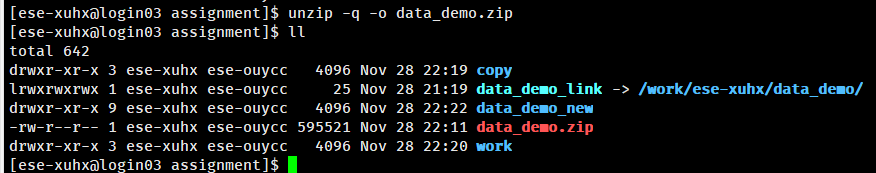 [ese-xuhx@login03 assignment]$ unzip -q -o data_demo.zip
[ese-xuhx@login03 assignment]$ ll
total 642
drwxr-xr-x 3 ese-xuhx ese-ouycc   4096 Nov 28 22:19 copy
lrwxrwxrwx 1 ese-xuhx ese-ouycc     25 Nov 28 21:19 data_demo_link -> /work/ese-xuhx/data_demo/
drwxr-xr-x 9 ese-xuhx ese-ouycc   4096 Nov 28 22:22 data_demo_new
-rw-r--r-- 1 ese-xuhx ese-ouycc 595521 Nov 28 22:11 data_demo.zip
drwxr-xr-x 3 ese-xuhx ese-ouycc   4096 Nov 28 22:20 work
[ese-xuhx@login03 assignment]$